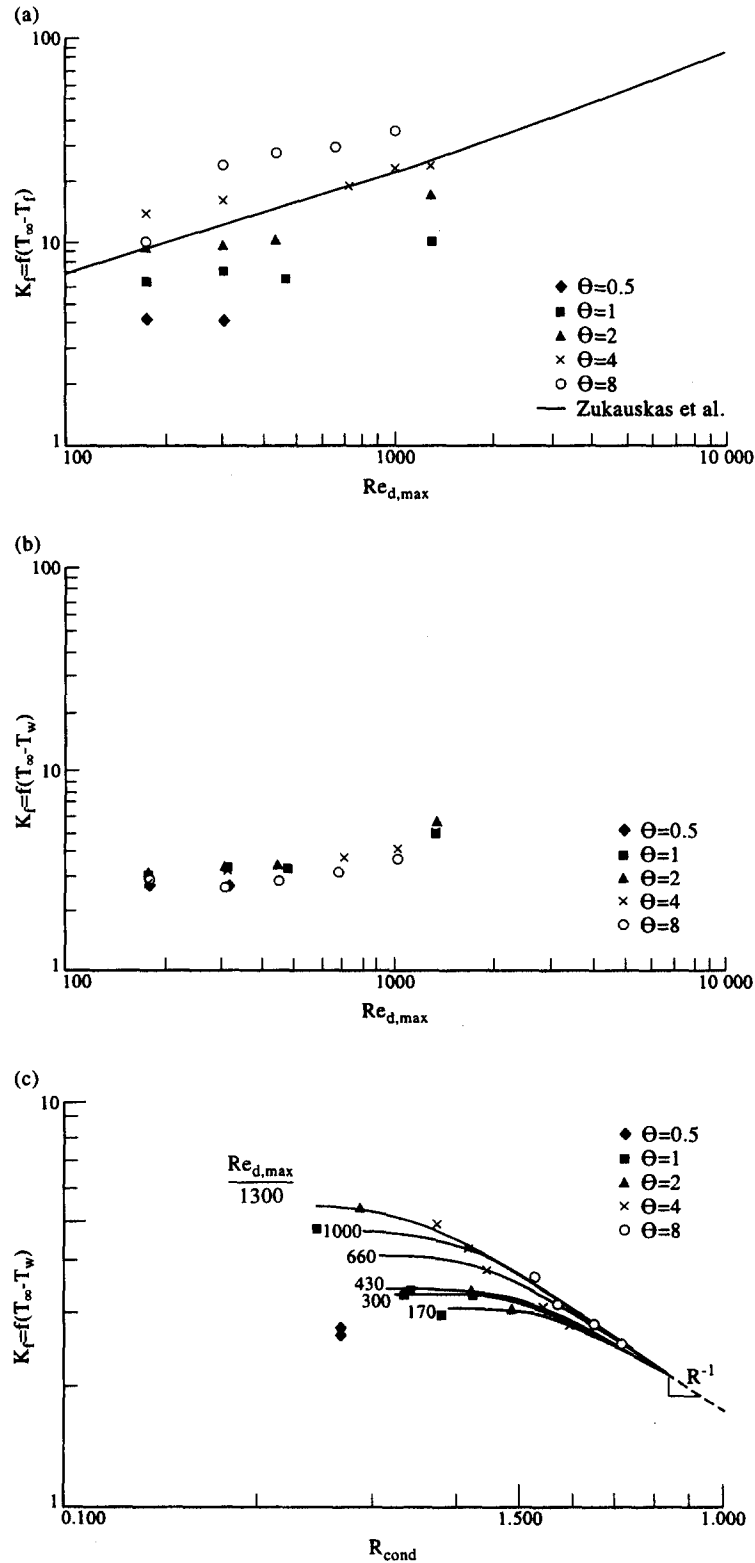 (a)
100
10
1
K_f=f(T_∞-T_f)
100
1000
10 000
Re_d,max
Θ=0.5
Θ=1
Θ=2
Θ=4
Θ=8
Zukauskas et al.
(b)
100
10
1
K_f=f(T_∞-T_w)
100
1000
10 000
Re_d,max
Θ=0.5
Θ=1
Θ=2
Θ=4
Θ=8
(c)
10
1
K_f=f(T_∞-T_w)
Re_d,max
1300
1000
660
430
300
170
Θ=0.5
Θ=1
Θ=2
Θ=4
Θ=8
R⁻¹
0.100
1.500
1.000
R_cond